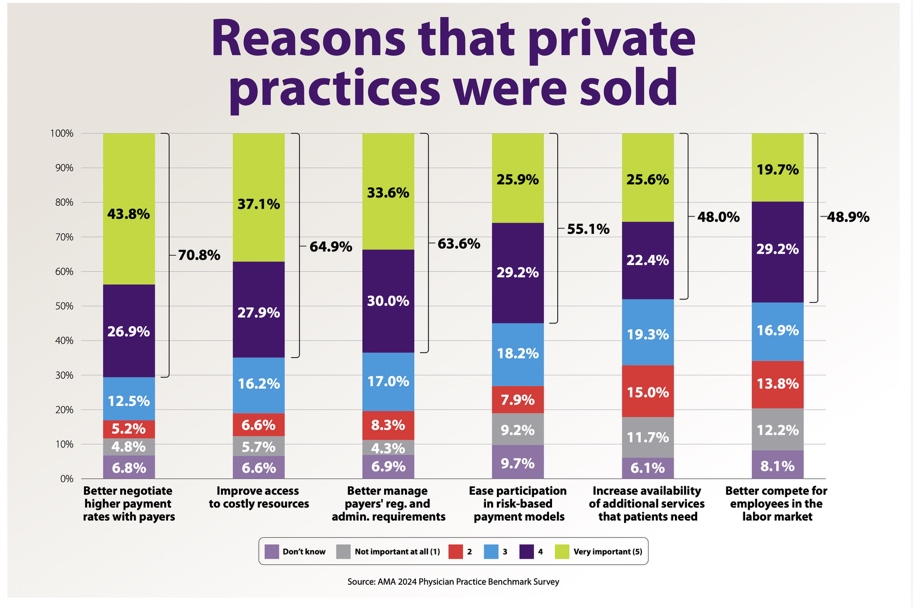 Reasons that private
practices were sold
100%
90%
80%
70%
60%
50%
40%
30%
20%
10%
0%
43.8%
26.9%
12.5%
5.2%
4.8%
6.8%
70.8%
37.1%
27.9%
16.2%
6.6%
5.7%
6.6%
64.9%
33.6%
30.0%
17.0%
8.3%
4.3%
6.9%
63.6%
25.9%
29.2%
18.2%
7.9%
9.2%
9.7%
55.1%
25.6%
22.4%
19.3%
15.0%
11.7%
6.1%
48.0%
19.7%
29.2%
16.9%
13.8%
12.2%
8.1%
48.9%
Better negotiate
higher payment
rates with payers
Improve access
to costly resources
Better manage
payers' reg. and
admin. requirements
Ease participation
in risk-based
payment models
Increase availability
of additional services
that patients need
Better compete for
employees in the
labor market
Don't know
Not important at all (1)
2
3
4
Very important (5)
Source: AMA 2024 Physician Practice Benchmark Survey